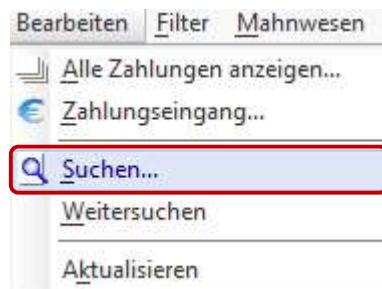 Bearbeiten Filter Mahnwesen
Alle Zahlungen anzeigen...
Zahlungseingang...
Suchen...
Weitersuchen
Aktualisieren